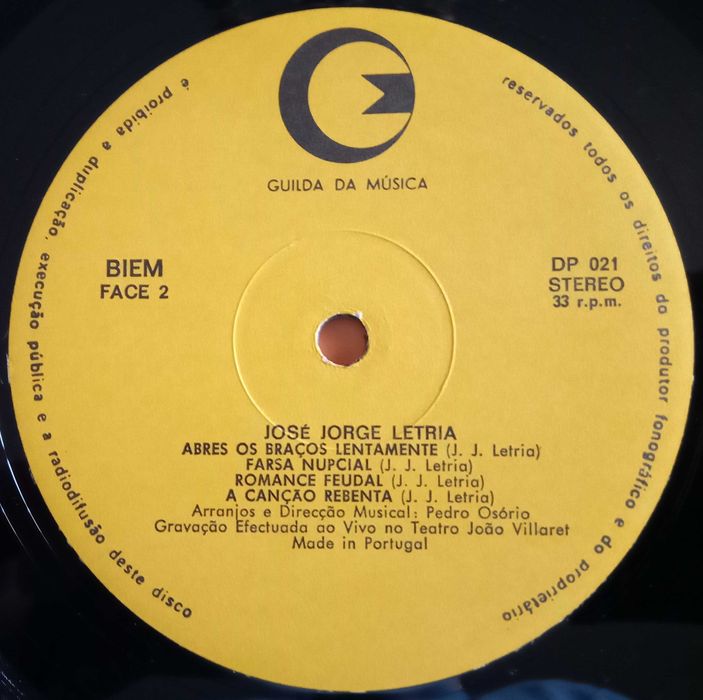 GUILDA DA MÚSICA
BIEM
FACE 2
DP 021
STEREO
33 r.p.m.
JOSÉ JORGE LETRIA
ABRES OS BRAÇOS LENTAMENTE (J. J. Letria)
FARSA NUPCIAL (J. J. Letria)
ROMANCE FEUDAL (J. J. Letria)
A CANÇÃO REBENTA (J. J. Letria)
Arranjos e Direcção Musical: Pedro Osório
Gravação Efectuada ao Vivo no Teatro João Villaret
Made in Portugal
reservados todos os direitos do produtor fonográfico e do proprietário
é proibida a duplicação, execução pública e a radiodifusão deste disco